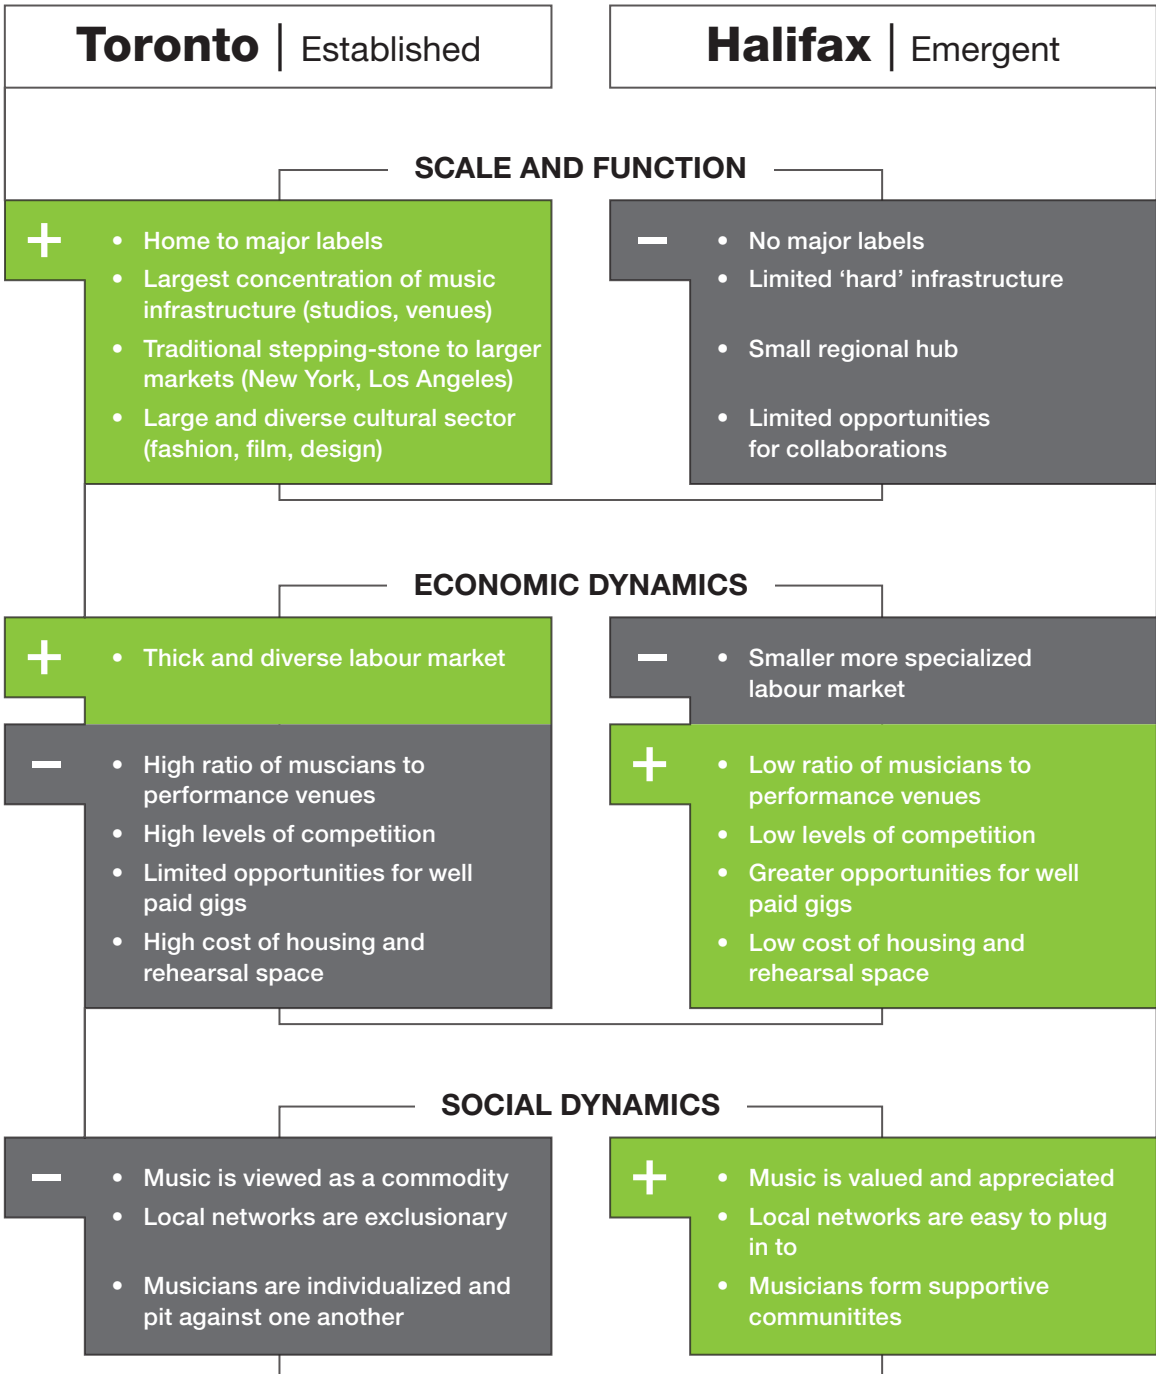 Toronto | Established
Halifax | Emergent
SCALE AND FUNCTION
+
• Home to major labels
• Largest concentration of music
infrastructure (studios, venues)
• Traditional stepping-stone to larger
markets (New York, Los Angeles)
• Large and diverse cultural sector
(fashion, film, design)
−
• No major labels
• Limited ‘hard’ infrastructure
• Small regional hub
• Limited opportunities
for collaborations
ECONOMIC DYNAMICS
+
• Thick and diverse labour market
−
• High ratio of muscians to
performance venues
• High levels of competition
• Limited opportunities for well
paid gigs
• High cost of housing and
rehearsal space
−
• Smaller more specialized
labour market
+
• Low ratio of musicians to
performance venues
• Low levels of competition
• Greater opportunities for well
paid gigs
• Low cost of housing and
rehearsal space
SOCIAL DYNAMICS
−
• Music is viewed as a commodity
• Local networks are exclusionary
• Musicians are individualized and
pit against one another
+
• Music is valued and appreciated
• Local networks are easy to plug
in to
• Musicians form supportive
communitites